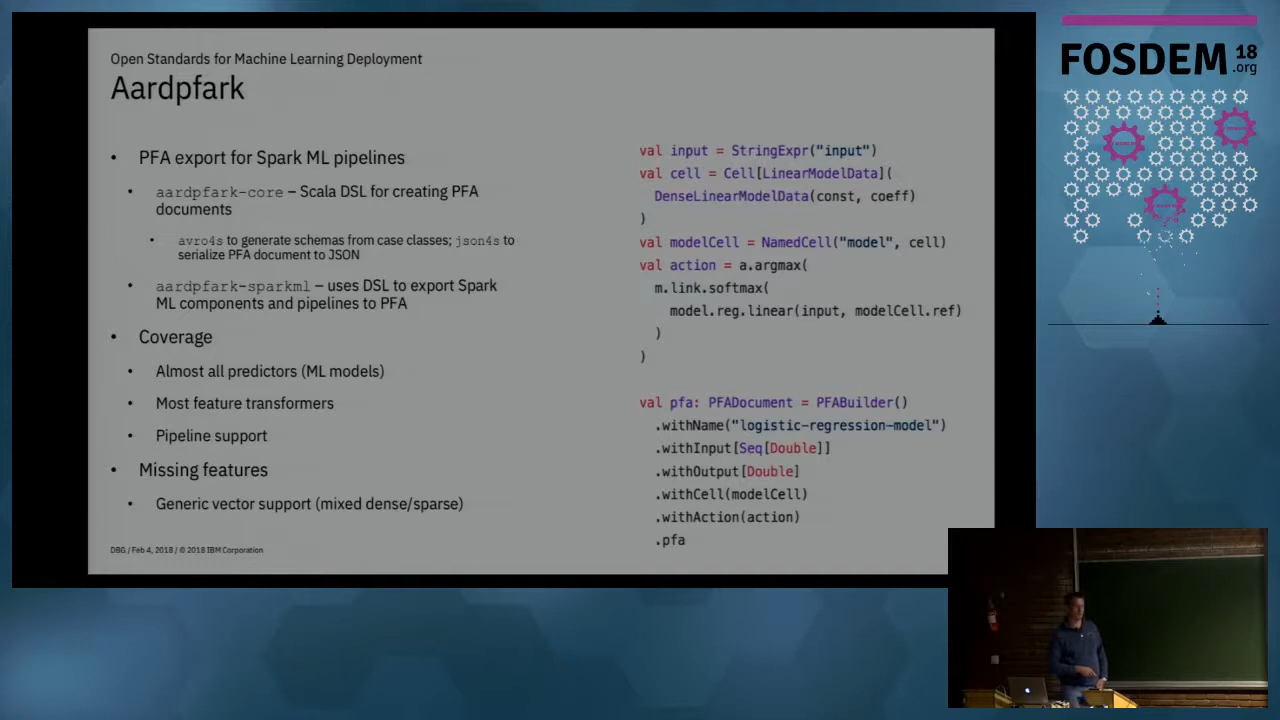 Open Standards for Machine Learning Deployment
Aardpfark
• PFA export for Spark ML pipelines
• aardpfark-core – Scala DSL for creating PFA
documents
• avro4s to generate schemas from case classes; json4s to
serialize PFA document to JSON
• aardpfark-sparkml – uses DSL to export Spark
ML components and pipelines to PFA
• Coverage
• Almost all predictors (ML models)
• Most feature transformers
• Pipeline support
• Missing features
• Generic vector support (mixed dense/sparse)
DBG / Feb 4, 2018 / © 2018 IBM Corporation
val input = StringExpr("input")
val cell = Cell[LinearModelData](
DenseLinearModelData(const, coeff)
)
val modelCell = NamedCell("model", cell)
val action = a.argmax(
m.link.softmax(
model.reg.linear(input, modelCell.ref)
)
)
val pfa: PFADocument = PFABuilder()
.withName("logistic-regression-model")
.withInput[Seq[Double]]
.withOutput[Double]
.withCell(modelCell)
.withAction(action)
.pfa
FOSDEM 18
.org